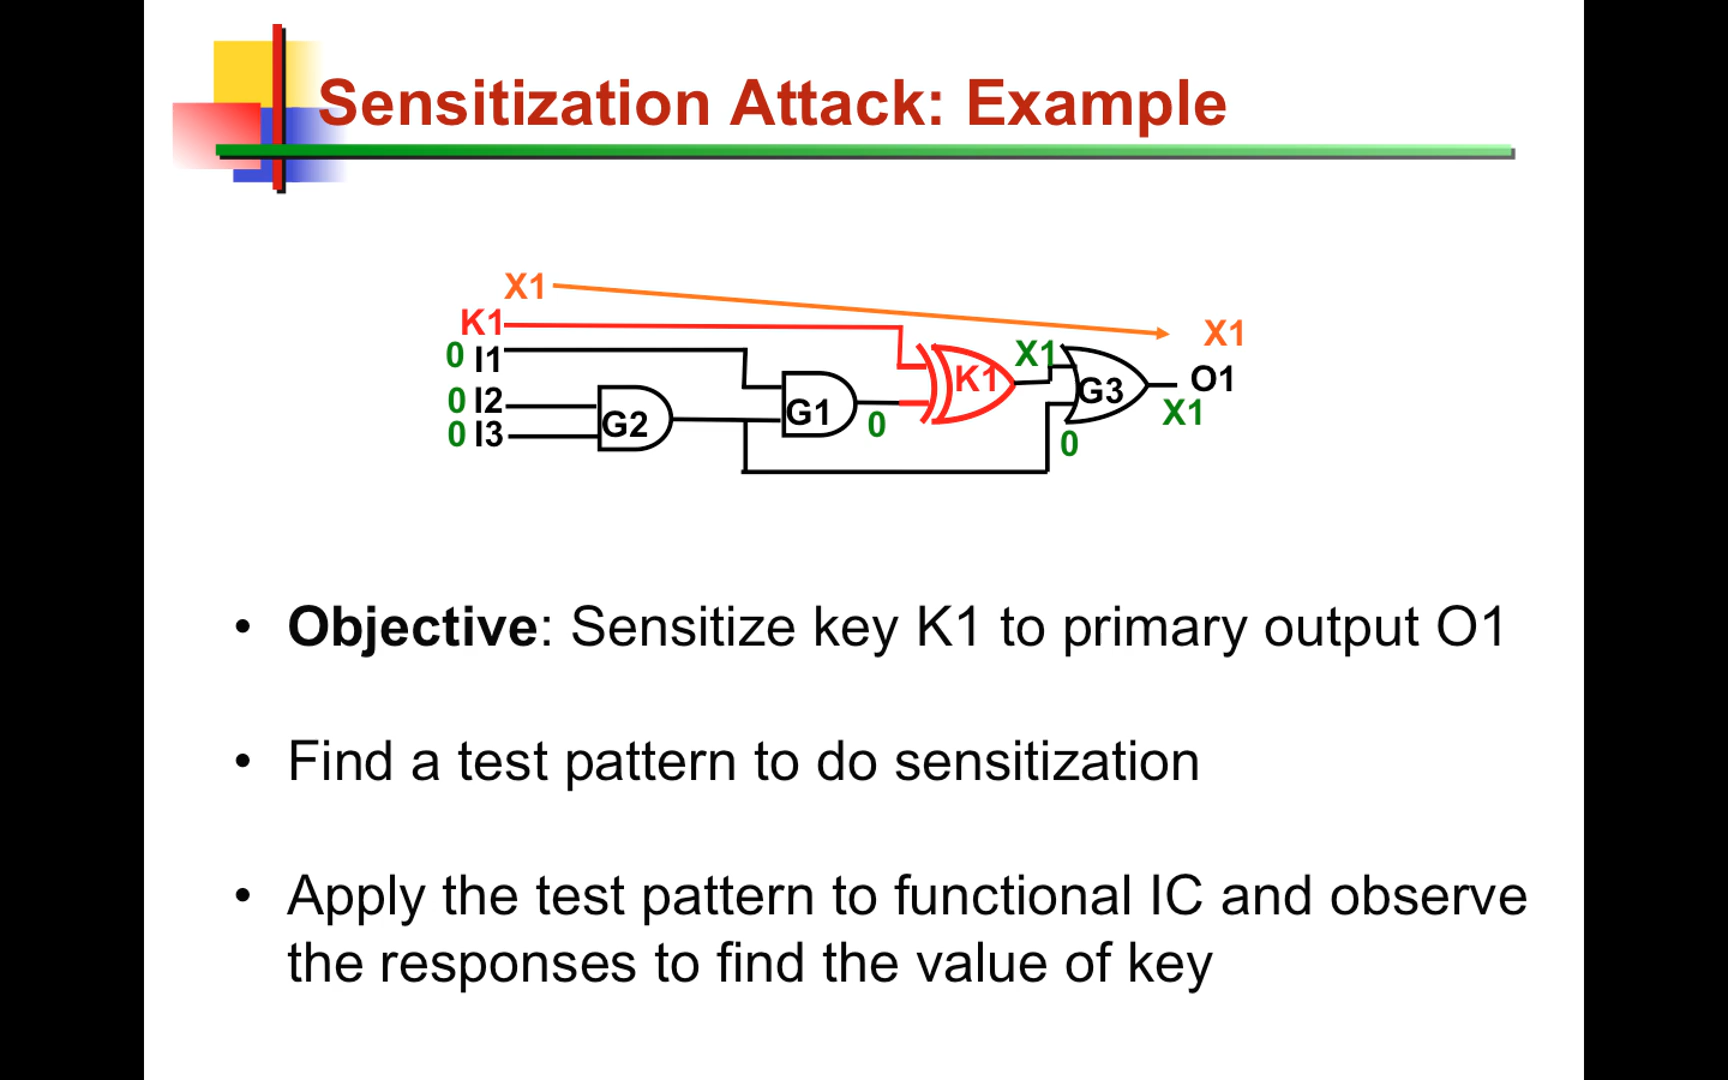 Sensitization Attack: Example
X1
X1
K1
0 I1
0 I2
0 I3
G2
G1
0
K1
X1
G3
0
O1
X1
• Objective: Sensitize key K1 to primary output O1
• Find a test pattern to do sensitization
• Apply the test pattern to functional IC and observe
the responses to find the value of key